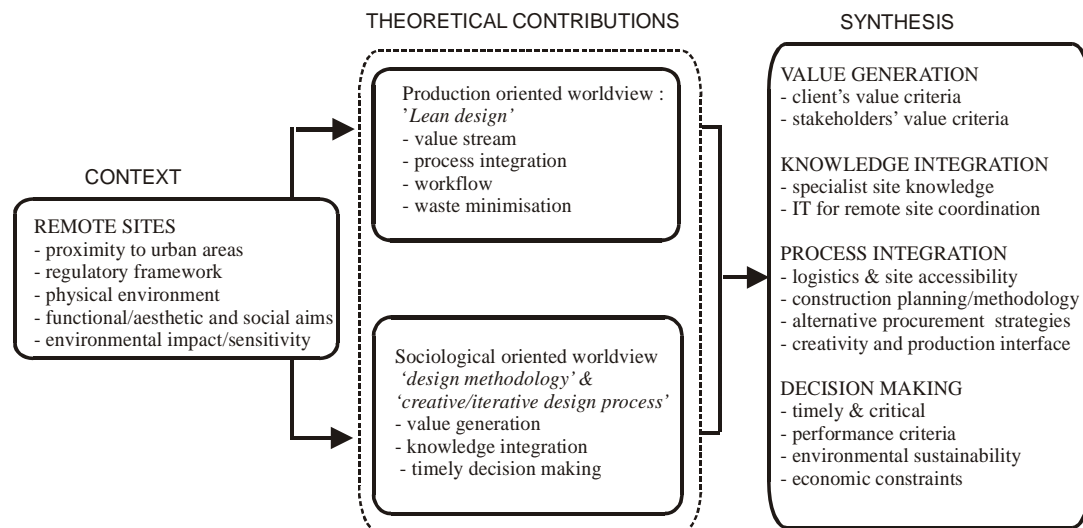 CONTEXT
REMOTE SITES
- proximity to urban areas
- regulatory framework
- physical environment
- functional/aesthetic and social aims
- environmental impact/sensitivity
THEORETICAL CONTRIBUTIONS
Production oriented worldview :
’Lean design’
- value stream
- process integration
- workflow
- waste minimisation
Sociological oriented worldview
‘design methodology’ &
‘creative/iterative design process’
- value generation
- knowledge integration
- timely decision making
SYNTHESIS
VALUE GENERATION
- client’s value criteria
- stakeholders’ value criteria
KNOWLEDGE INTEGRATION
- specialist site knowledge
- IT for remote site coordination
PROCESS INTEGRATION
- logistics & site accessibility
- construction planning/methodology
- alternative procurement strategies
- creativity and production interface
DECISION MAKING
- timely & critical
- performance criteria
- environmental sustainability
- economic constraints